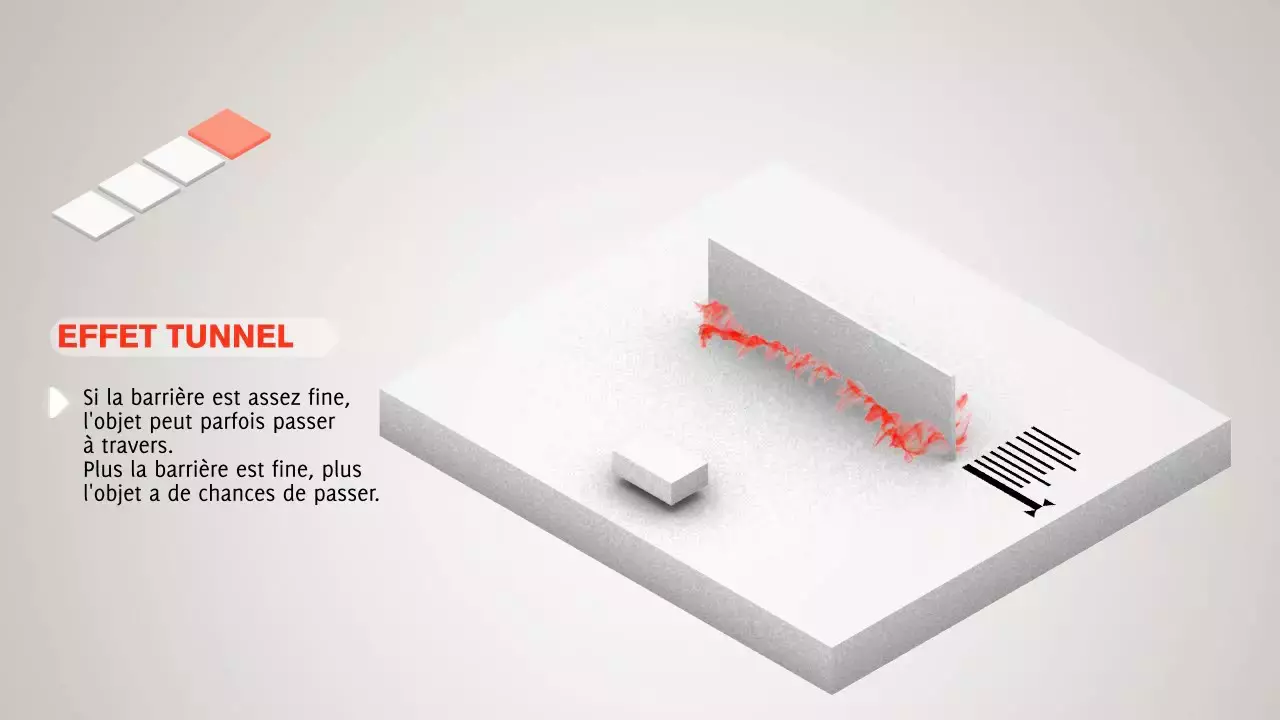 EFFET TUNNEL
Si la barrière est assez fine,
l'objet peut parfois passer
à travers.
Plus la barrière est fine, plus
l'objet a de chances de passer.